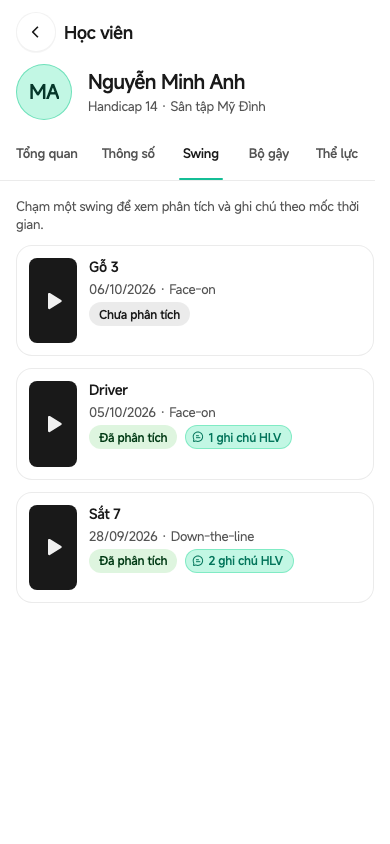 Học viên
MA
Nguyễn Minh Anh
Handicap 14 · Sân tập Mỹ Đình
Tổng quan Thông số Swing Bộ gậy Thể lực
Chạm một swing để xem phân tích và ghi chú theo mốc thời
gian.
Gỗ 3
06/10/2026 · Face-on
Chưa phân tích
Driver
05/10/2026 · Face-on
Đã phân tích 1 ghi chú HLV
Sắt 7
28/09/2026 · Down-the-line
Đã phân tích 2 ghi chú HLV